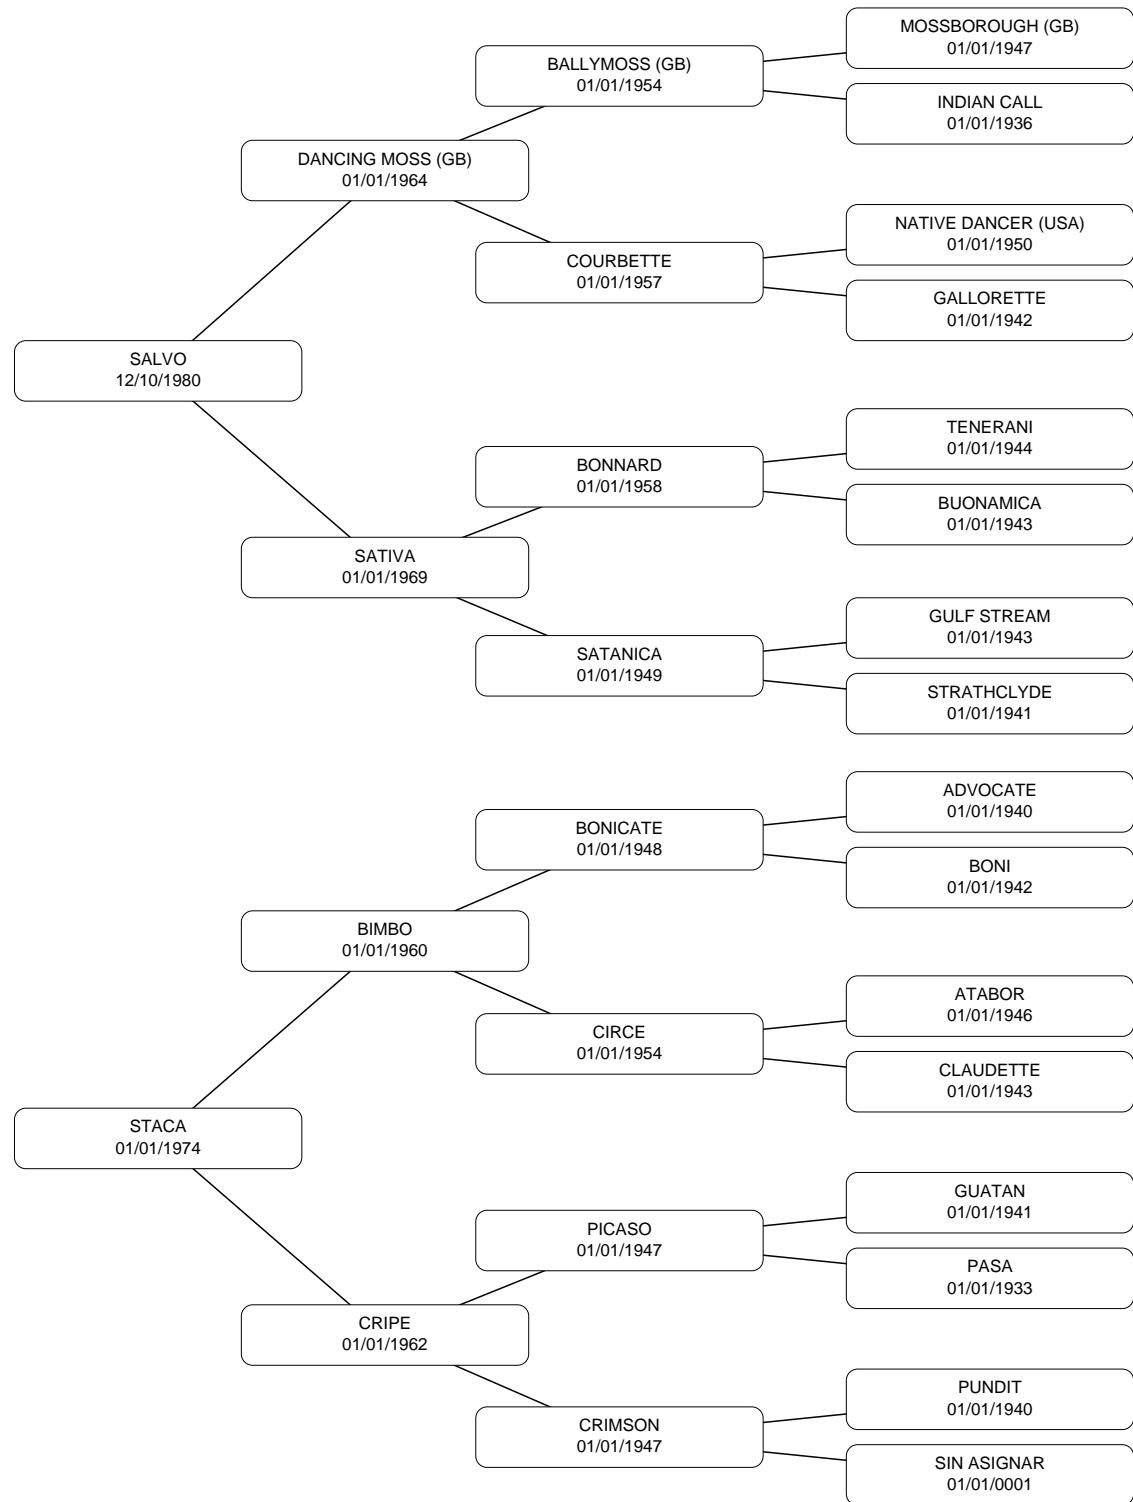 MOSSBOROUGH (GB)
01/01/1947
BALLYMOSS (GB)
01/01/1954
INDIAN CALL
01/01/1936
DANCING MOSS (GB)
01/01/1964
NATIVE DANCER (USA)
01/01/1950
COURBETTE
01/01/1957
GALLORETTE
01/01/1942
SALVO
12/10/1980
TENERANI
01/01/1944
BONNARD
01/01/1958
BUONAMICA
01/01/1943
SATIVA
01/01/1969
GULF STREAM
01/01/1943
SATANICA
01/01/1949
STRATHCLYDE
01/01/1941
ADVOCATE
01/01/1940
BONICATE
01/01/1948
BONI
01/01/1942
BIMBO
01/01/1960
ATABOR
01/01/1946
CIRCE
01/01/1954
CLAUDETTE
01/01/1943
STACA
01/01/1974
GUATAN
01/01/1941
PICASO
01/01/1947
PASA
01/01/1933
CRIPE
01/01/1962
PUNDIT
01/01/1940
CRIMSON
01/01/1947
SIN ASIGNAR
01/01/0001